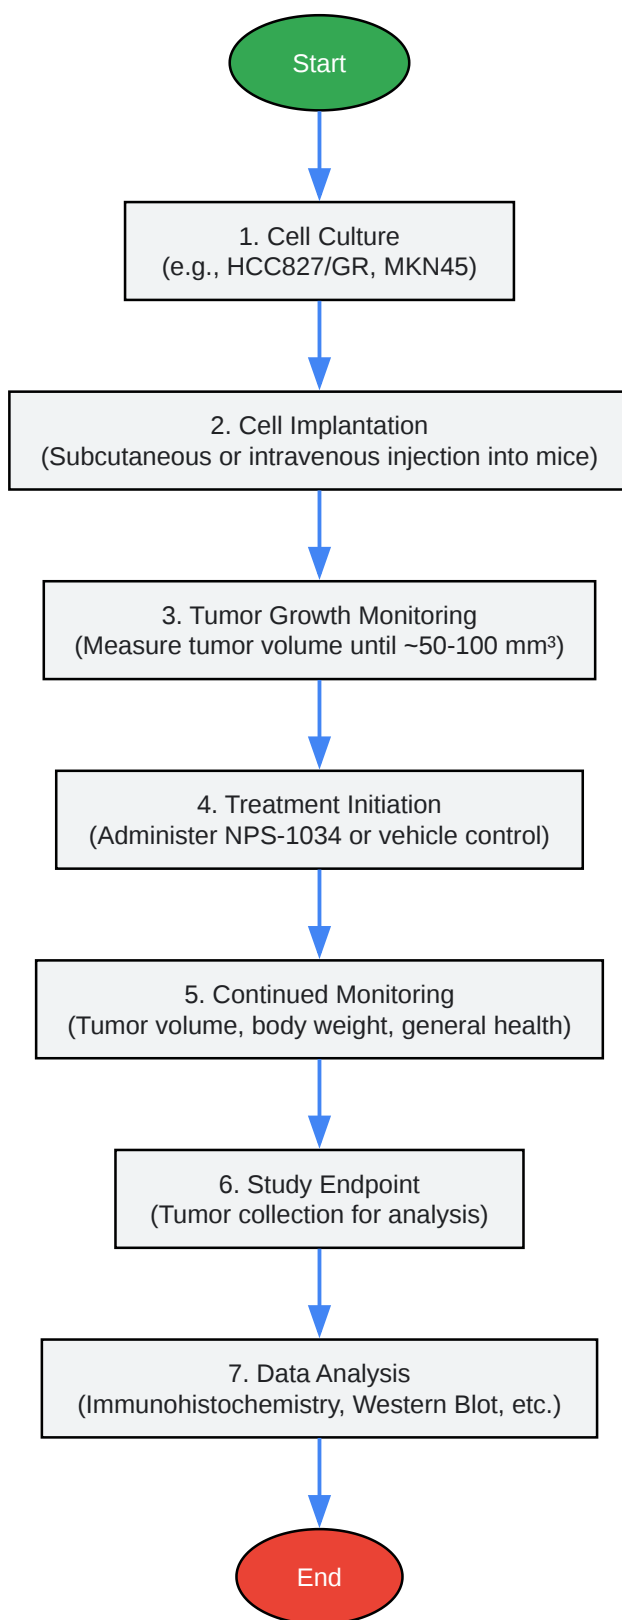 Start
1. Cell Culture
(e.g., HCC827/GR, MKN45)
2. Cell Implantation
(Subcutaneous or intravenous injection into mice)
3. Tumor Growth Monitoring
(Measure tumor volume until ~50-100 mm³)
4. Treatment Initiation
(Administer NPS-1034 or vehicle control)
5. Continued Monitoring
(Tumor volume, body weight, general health)
6. Study Endpoint
(Tumor collection for analysis)
7. Data Analysis
(Immunohistochemistry, Western Blot, etc.)
End